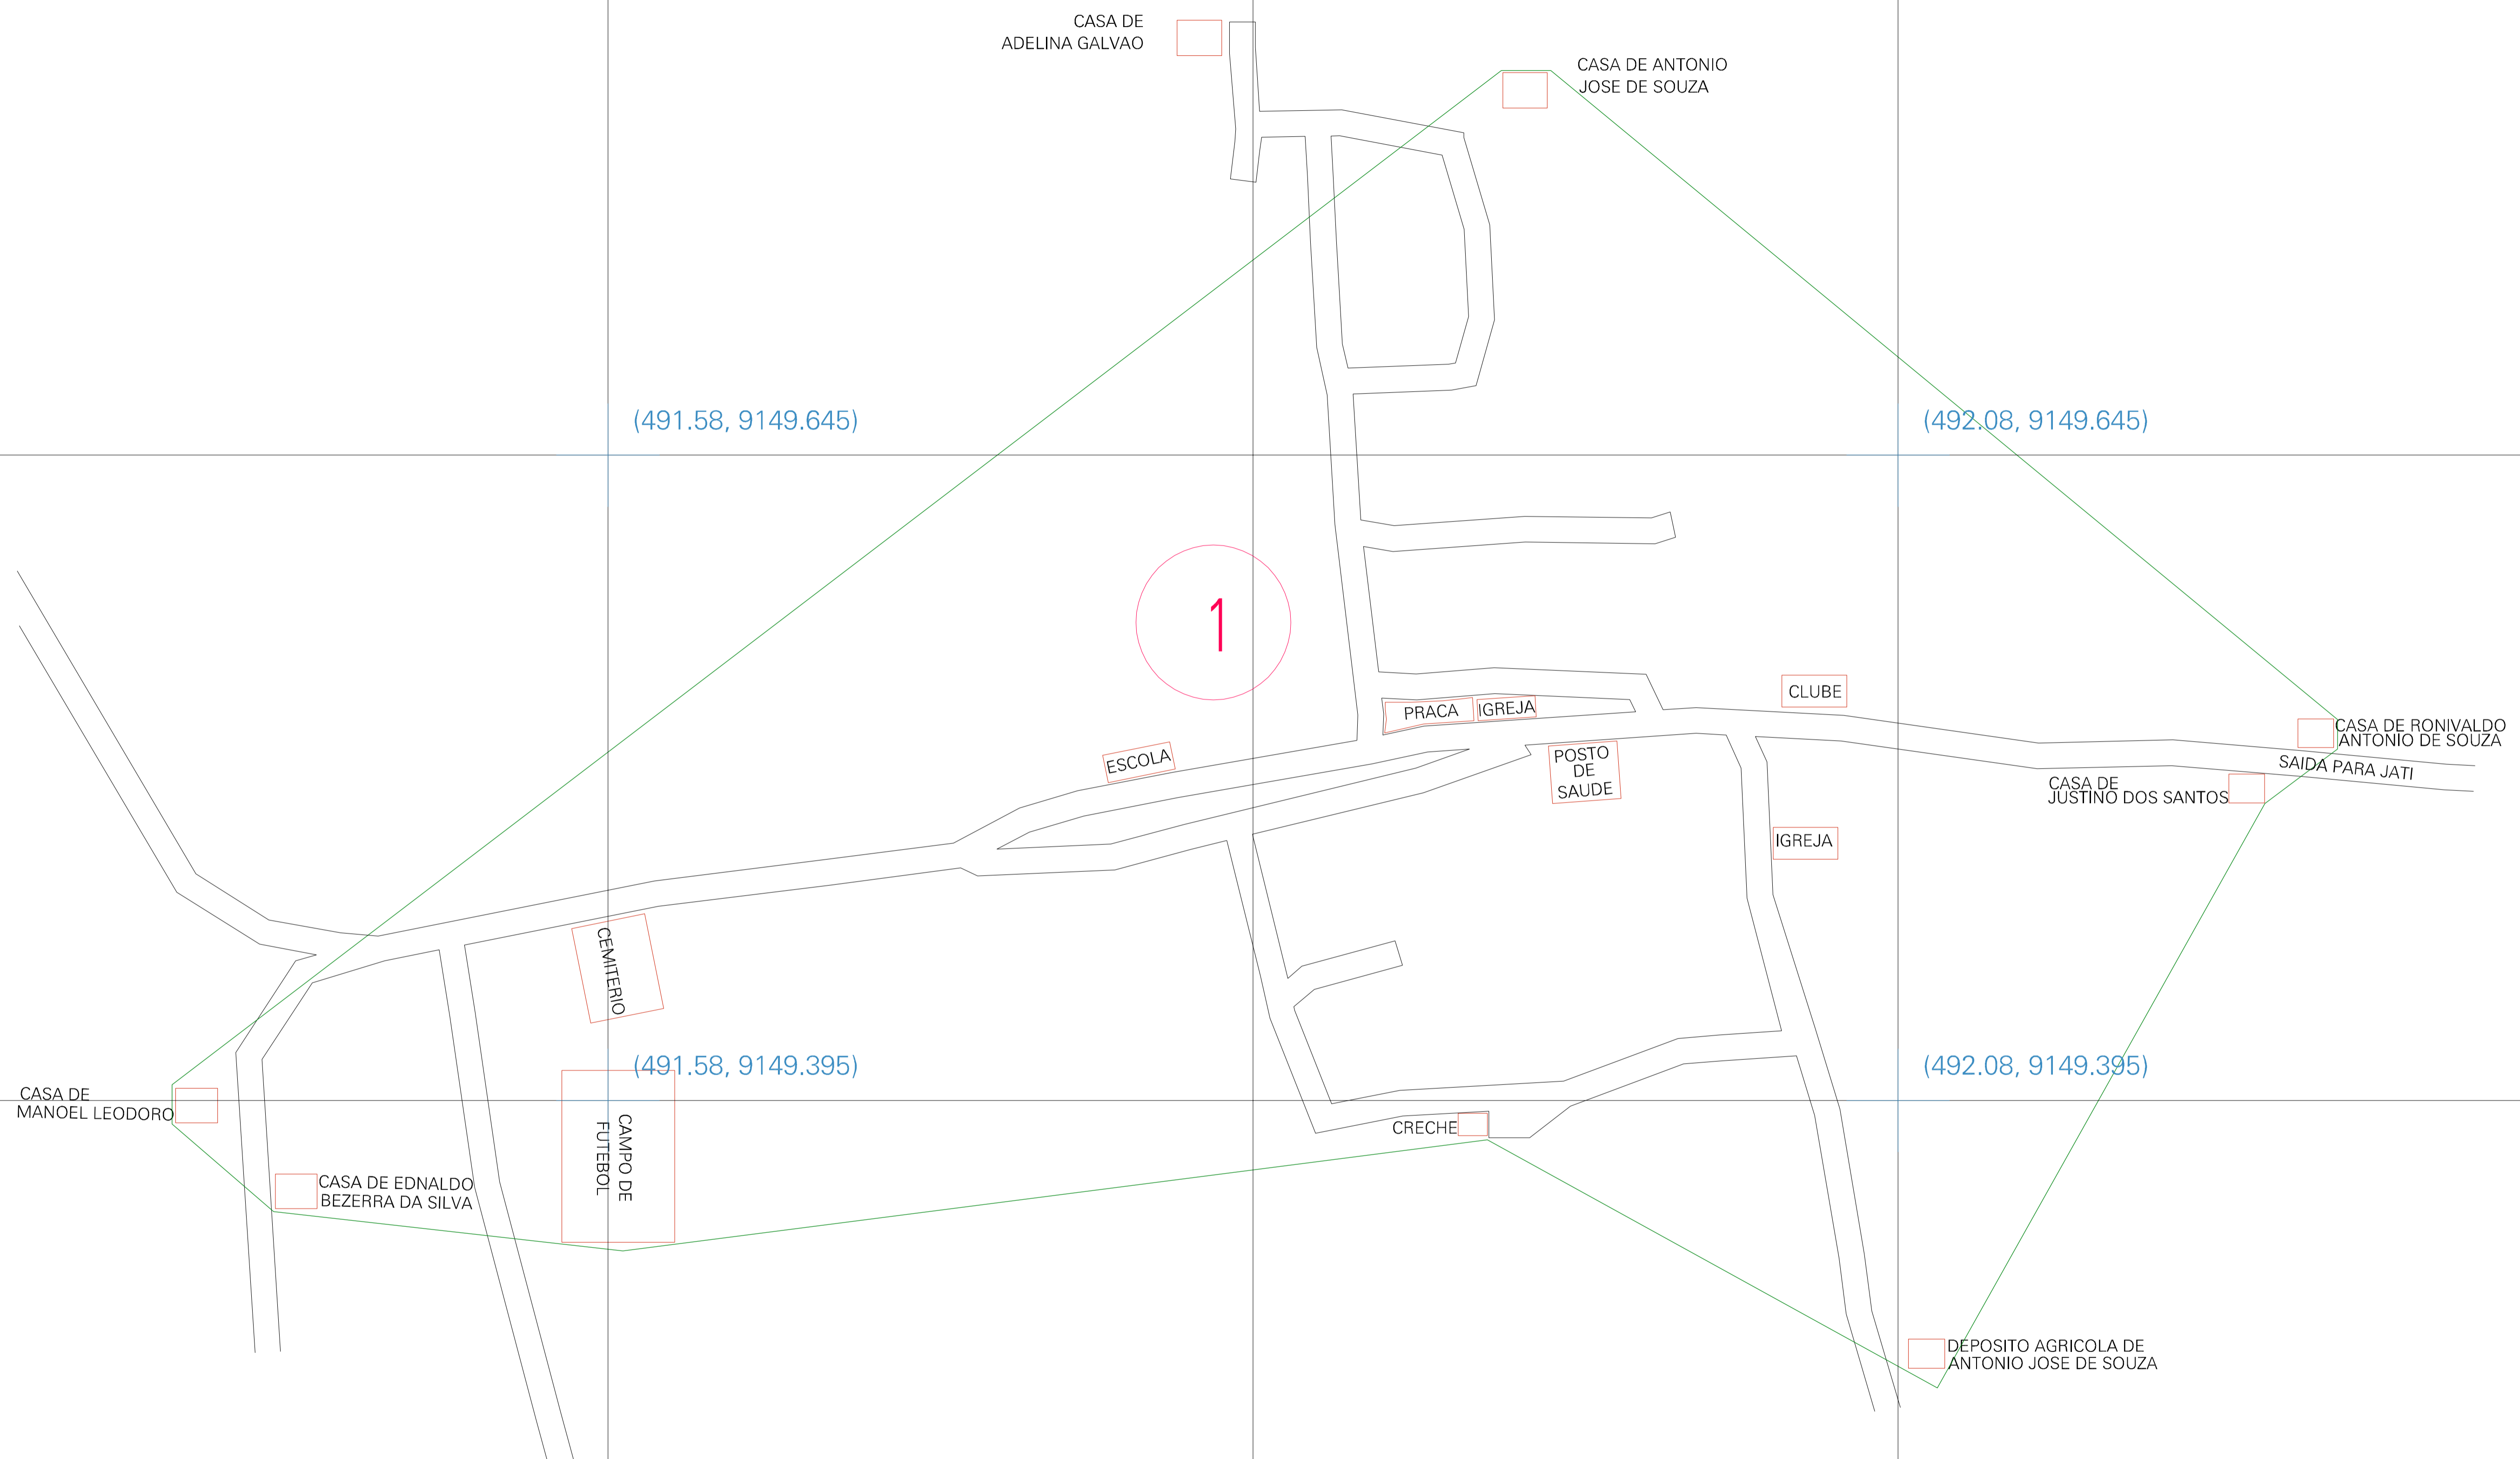 CASA DE
ADELINA GALVAO
CASA DE ANTONIO
JOSE DE SOUZA
(491.58, 9149.645)
(492.08, 9149.645)
1
CLUBE
PRACA
IGREJA
CASA DE RONIVALDO
ANTONIO DE SOUZA
ESCOLA
POSTO
DE
SAUDE
SAIDA PARA JATI
CASA DE
JUSTINO DOS SANTOS
IGREJA
CEMITERIO
(491.58, 9149.395)
(492.08, 9149.395)
CASA DE
MANOEL LEODORO
CRECHE
CAMPO DE
FUTEBOL
CASA DE EDNALDO
BEZERRA DA SILVA
DEPOSITO AGRICOLA DE
ANTONIO JOSE DE SOUZA